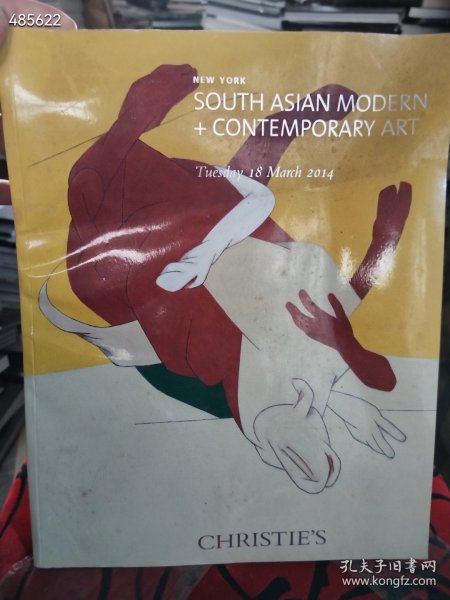 485622
NEW YORK
SOUTH ASIAN MODERN
+ CONTEMPORARY ART
Tuesday 18 March 2014
CHRISTIE'S
孔夫子旧书网
www.kongfz.com